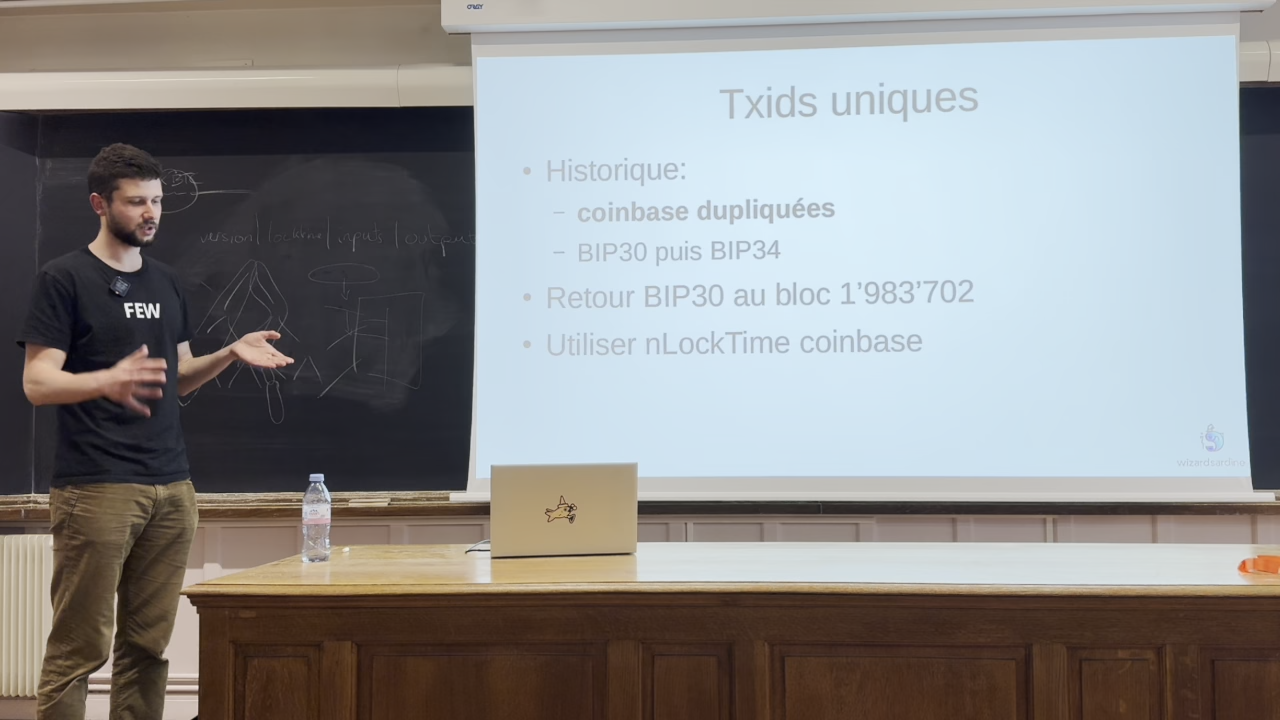 ORAY
Txids uniques
• Historique:
– coinbase dupliquées
– BIP30 puis BIP34
• Retour BIP30 au bloc 1’983’702
• Utiliser nLockTime coinbase
wizardsardine
version | locktime | inputs | outputs
FEW